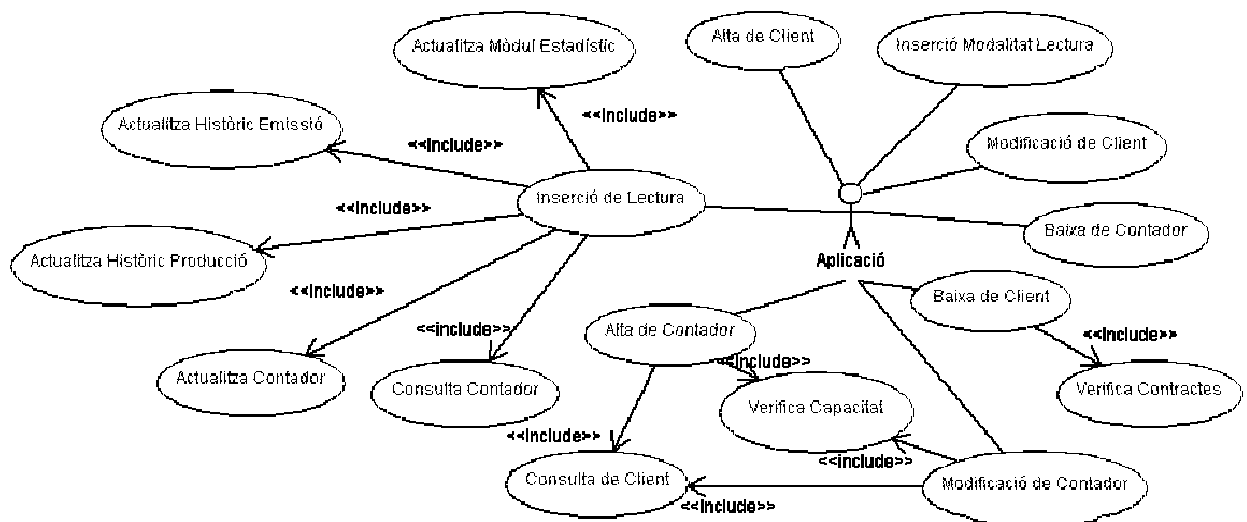 Actualitza Mòdul Estadístic
Alta de Client
Inserció Modalitat Lectura
<<include>>
Actualitza Històric Emissió
<<include>>
Modificació de Client
Inserció de Lectura
<<include>>
Baixa de Contador
Actualitza Històric Producció
Aplicació
<<include>>
Baixa de Client
<<include>>
Alta de Contador
<<include>>
<<include>>
Actualitza Contador
Consulta Contador
Verifica Contractes
Verifica Capacitat
<<include>>
<<include>>
Consulta de Client
Modificació de Contador
<<include>>